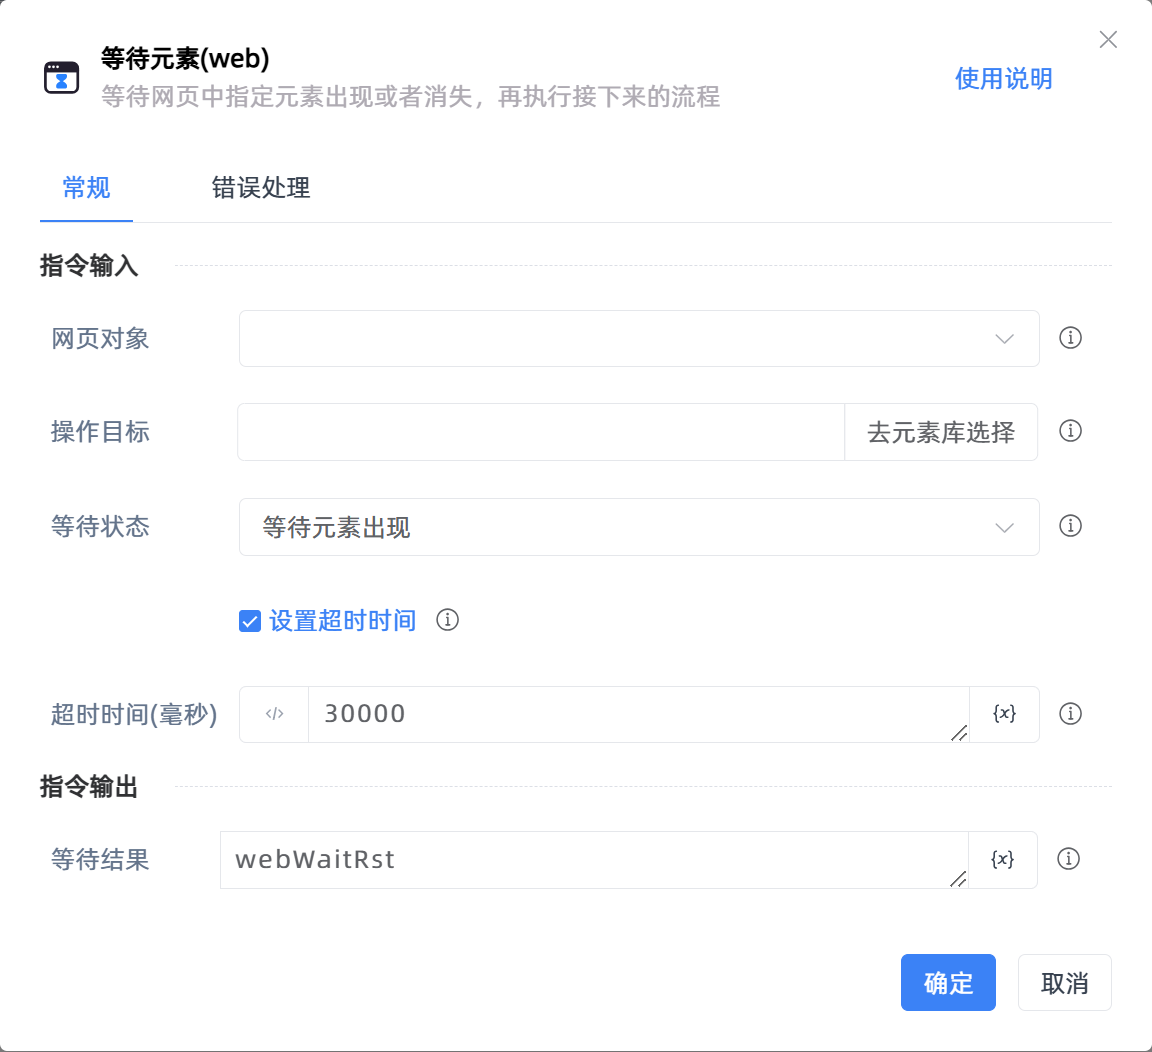 等待元素(web)
等待网页中指定元素出现或者消失，再执行接下来的流程
使用说明
常规
错误处理
指令输入
网页对象
操作目标
去元素库选择
等待状态
等待元素出现
设置超时时间
超时时间(毫秒)
</>
30000
{x}
指令输出
等待结果
webWaitRst
{x}
确定
取消